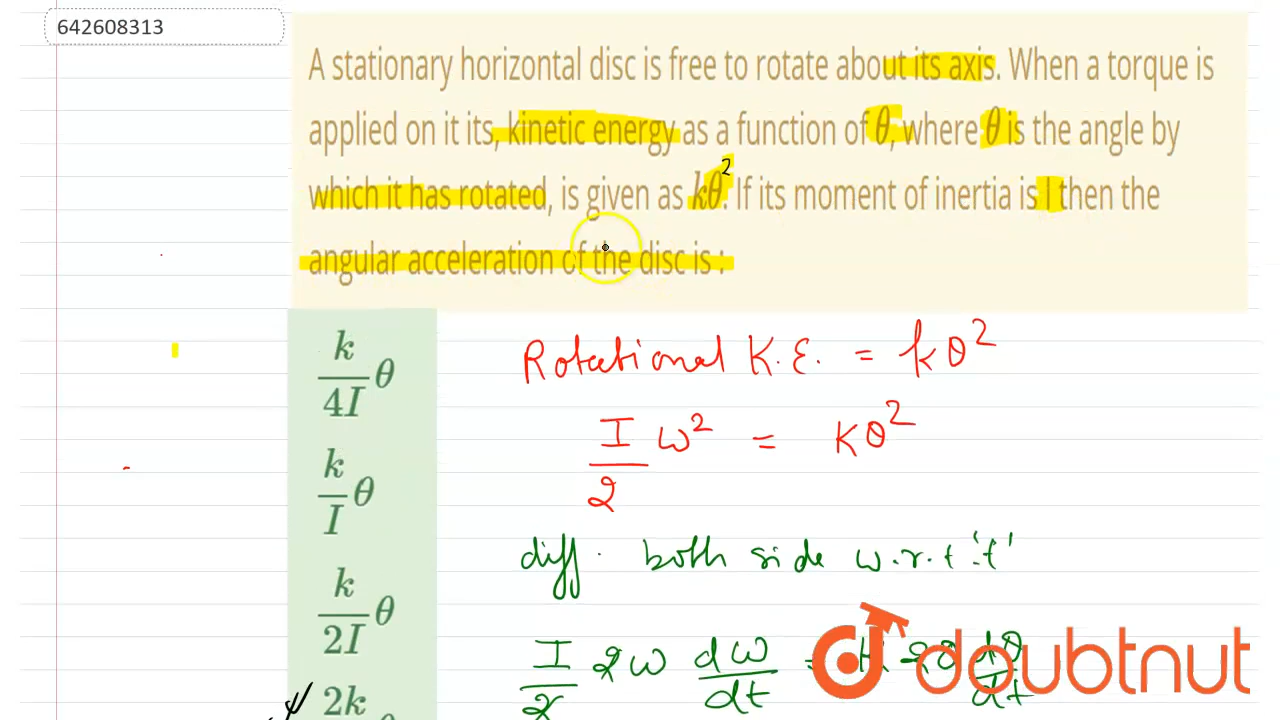 642608313
A stationary horizontal disc is free to rotate about its axis. When a torque is
applied on it its, kinetic energy as a function of θ, where θ is the angle by
which it has rotated, is given as kθ². If its moment of inertia is I then the
angular acceleration of the disc is :
k/4I θ
k/I θ
k/2I θ
2k
Rotational K.E. = kθ²
I/2 ω² = Kθ²
diff. both side w.r.t 't'
I/2 2ω dω/dt = K 2θ dθ/dt
doubtnut